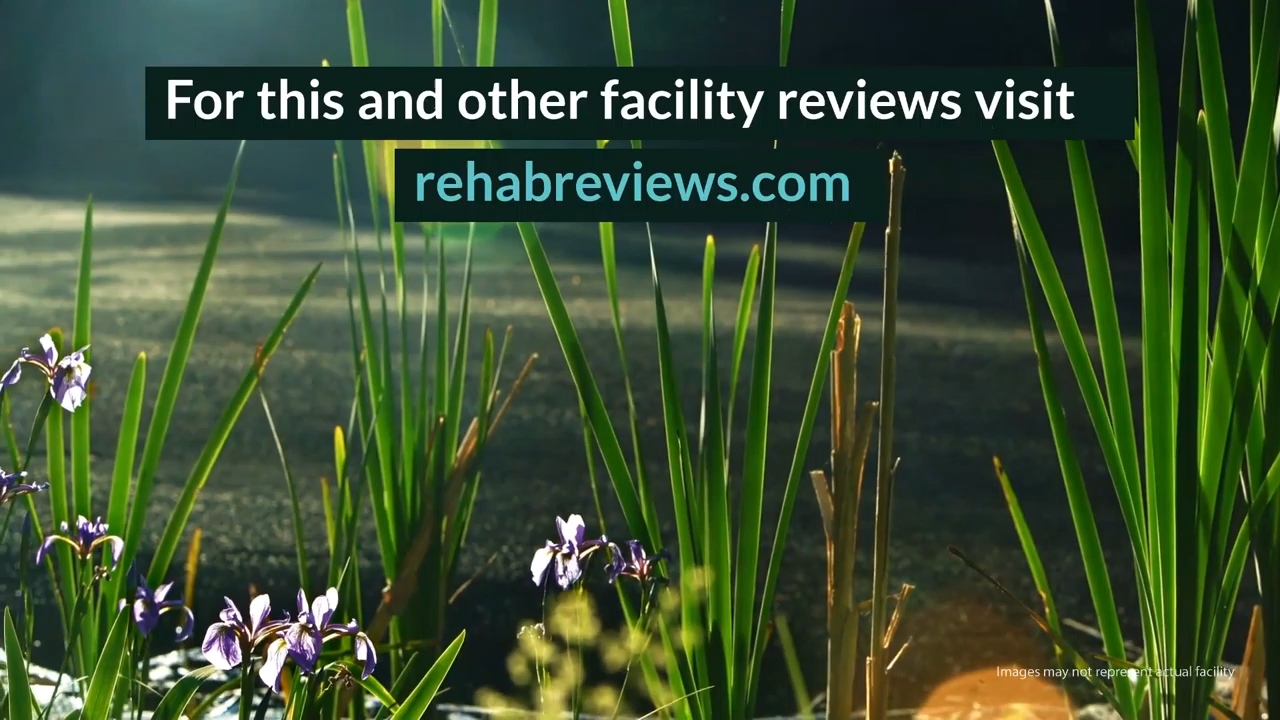 For this and other facility reviews visit
rehabreviews.com
Images may not represent actual facility